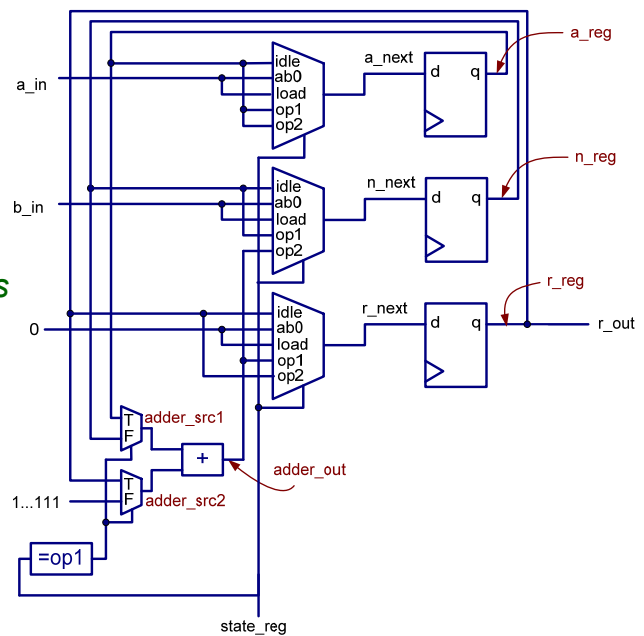 a_in
idle
ab0
load
op1
op2
a_next
d
q
a_reg
b_in
idle
ab0
load
op1
op2
n_next
d
q
n_reg
s
0
idle
ab0
load
op1
op2
r_next
d
q
r_reg
r_out
T
F
adder_src1
+
adder_out
1...111
T
F
adder_src2
=op1
state_reg